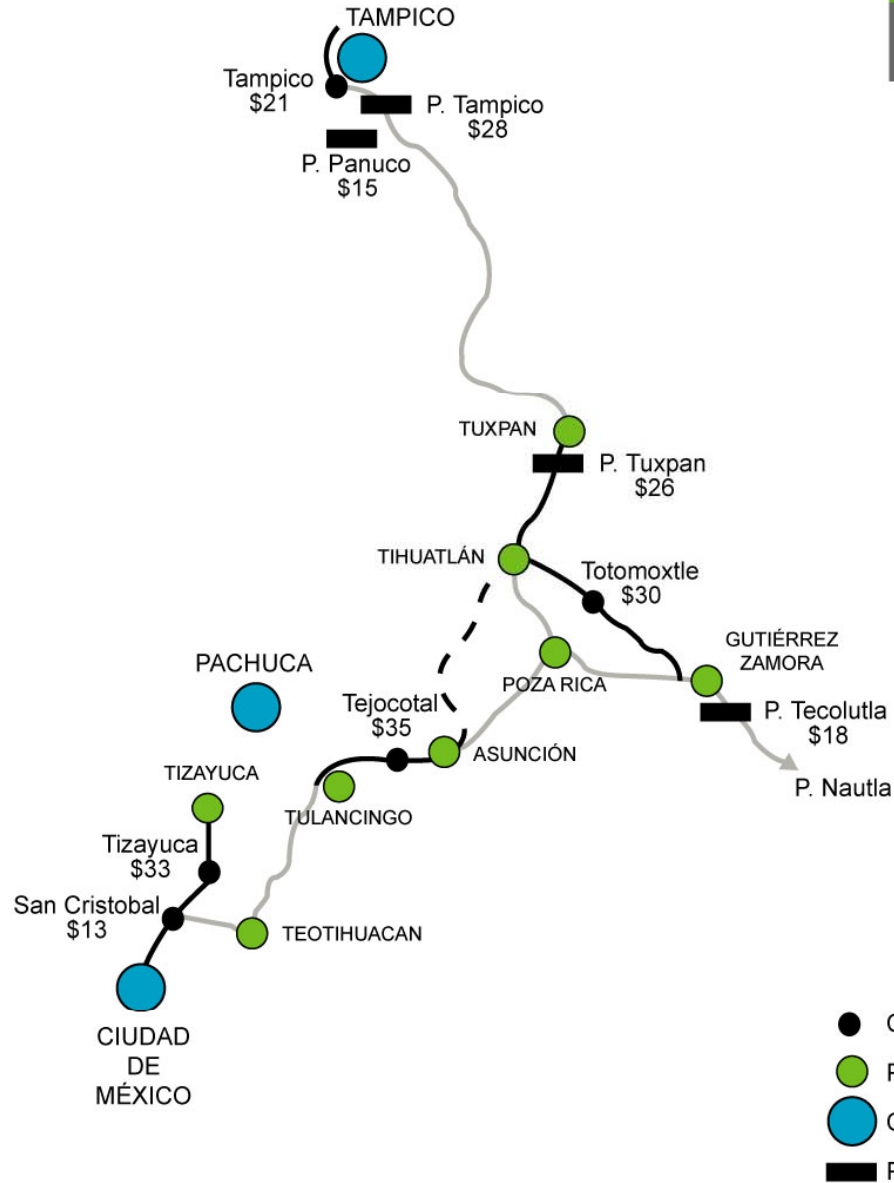 TAMPICO
Tampico
$21
P. Tampico
$28
P. Panuco
$15
TUXPAN
P. Tuxpan
$26
TIHUATLÁN
Totomoxtle
$30
GUTIÉRREZ
ZAMORA
POZA RICA
P. Tecolutla
$18
P. Nautla
PACHUCA
Tejocotal
$35
ASUNCIÓN
TIZAYUCA
TULANCINGO
Tizayuca
$33
San Cristobal
$13
TEOTIHUACAN
CIUDAD
DE
MÉXICO